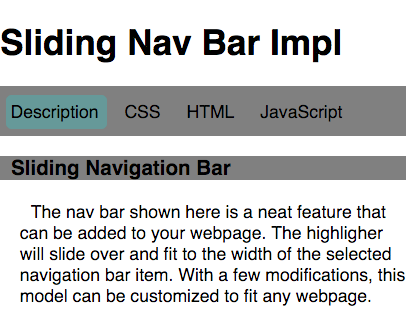 Sliding Nav Bar Impl
Description CSS HTML JavaScript
Sliding Navigation Bar
The nav bar shown here is a neat feature that
can be added to your webpage. The higligher
will slide over and fit to the width of the selected
navigation bar item. With a few modifications, this
model can be customized to fit any webpage.